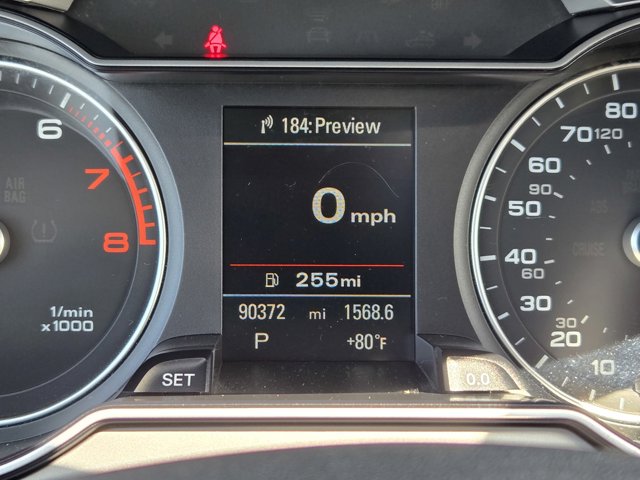 184: Preview
0 mph
255mi
90372 mi 1568.6
P +80°F
SET
0.0
6
7
8
1/min
x1000
AIR
BAG
80
70 120
60
90
50
40
60
30
30
20
10
ABS
CRUISE